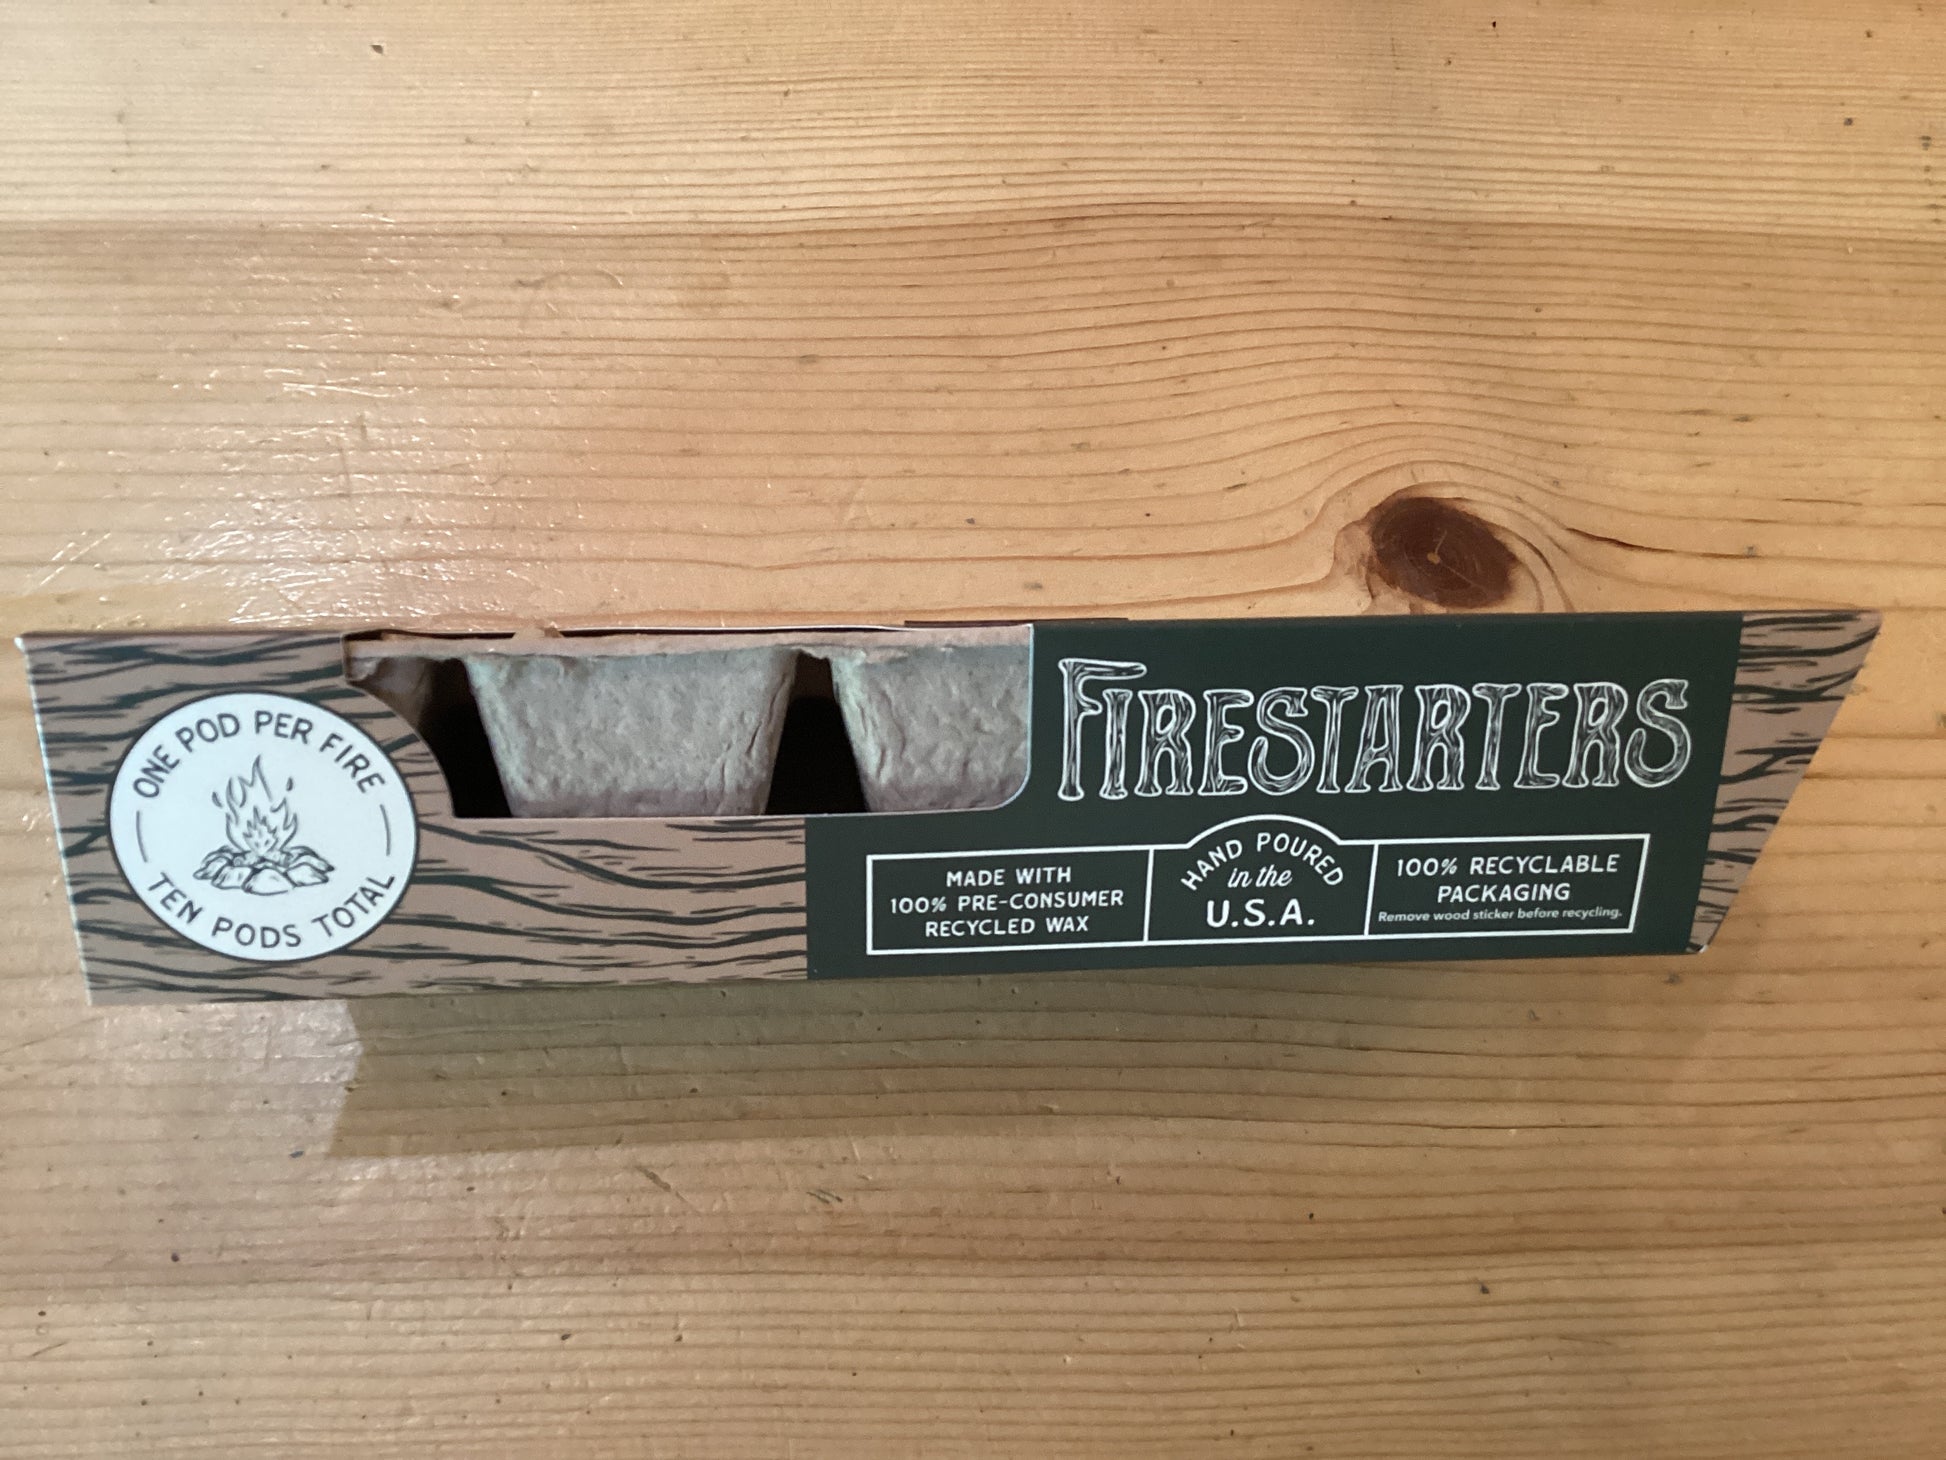 ONE POD PER FIRE
TEN PODS TOTAL
FIRESTARTERS
MADE WITH
100% PRE-CONSUMER
RECYCLED WAX
HAND POURED
in the
U.S.A.
100% RECYCLABLE
PACKAGING
Remove wood sticker before recycling.